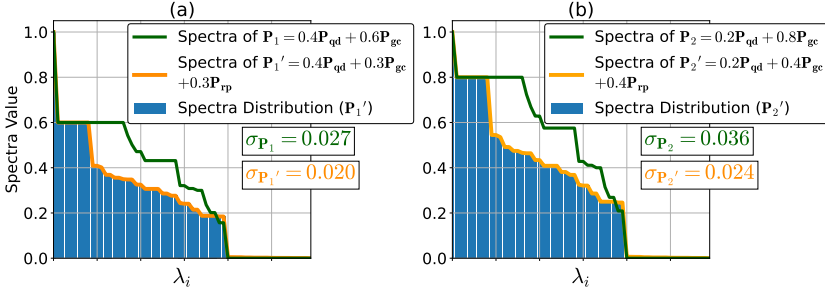 (a)
Spectra Value
1.0
0.8
0.6
0.4
0.2
0.0
Spectra of P₁ = 0.4P_qd + 0.6P_gc
Spectra of P₁′ = 0.4P_qd + 0.3P_gc
+0.3P_rp
Spectra Distribution (P₁′)
σ_P₁ = 0.027
σ_P₁′ = 0.020
λᵢ
(b)
1.0
0.8
0.6
0.4
0.2
0.0
Spectra of P₂ = 0.2P_qd + 0.8P_gc
Spectra of P₂′ = 0.2P_qd + 0.4P_gc
+0.4P_rp
Spectra Distribution (P₂′)
σ_P₂ = 0.036
σ_P₂′ = 0.024
λᵢ